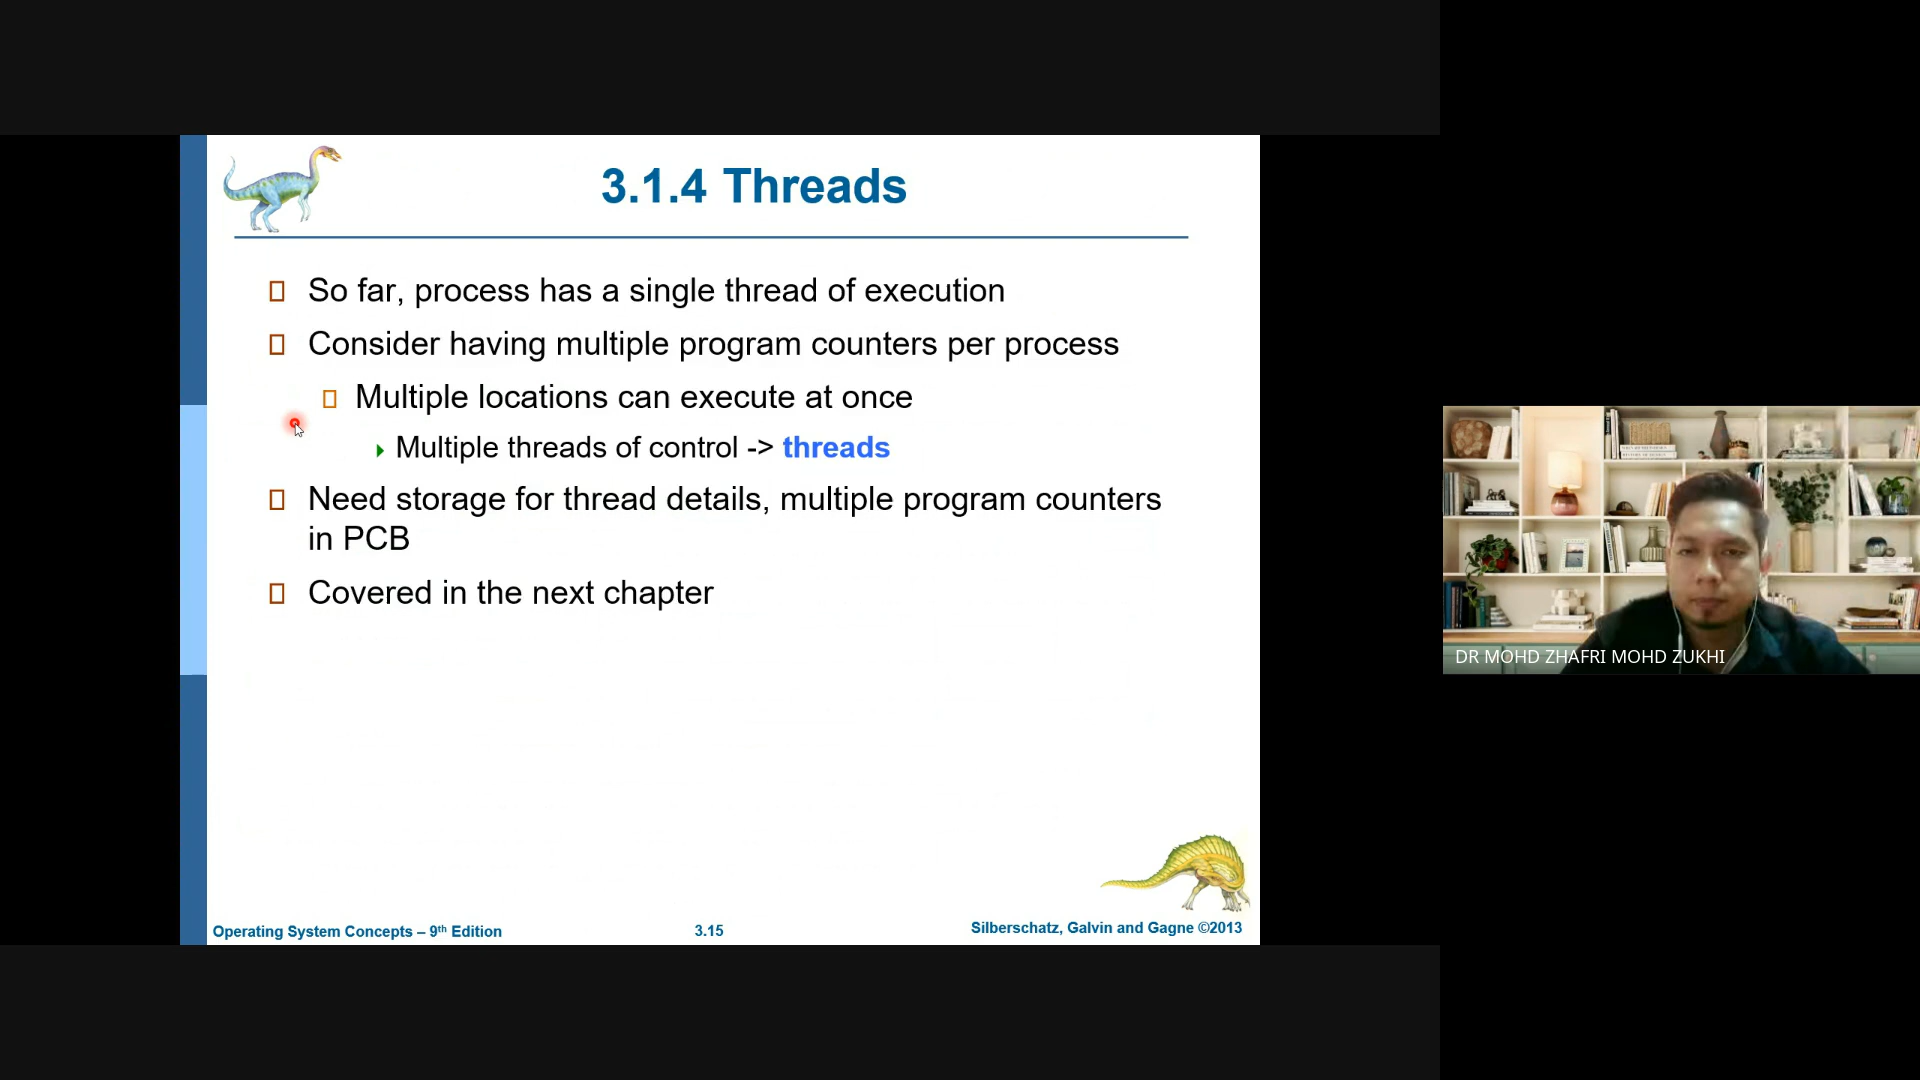 3.1.4 Threads
So far, process has a single thread of execution
Consider having multiple program counters per process
Multiple locations can execute at once
Multiple threads of control -> threads
Need storage for thread details, multiple program counters
in PCB
Covered in the next chapter
Operating System Concepts – 9th Edition
3.15
Silberschatz, Galvin and Gagne ©2013
DR MOHD ZHAFRI MOHD ZUKHI